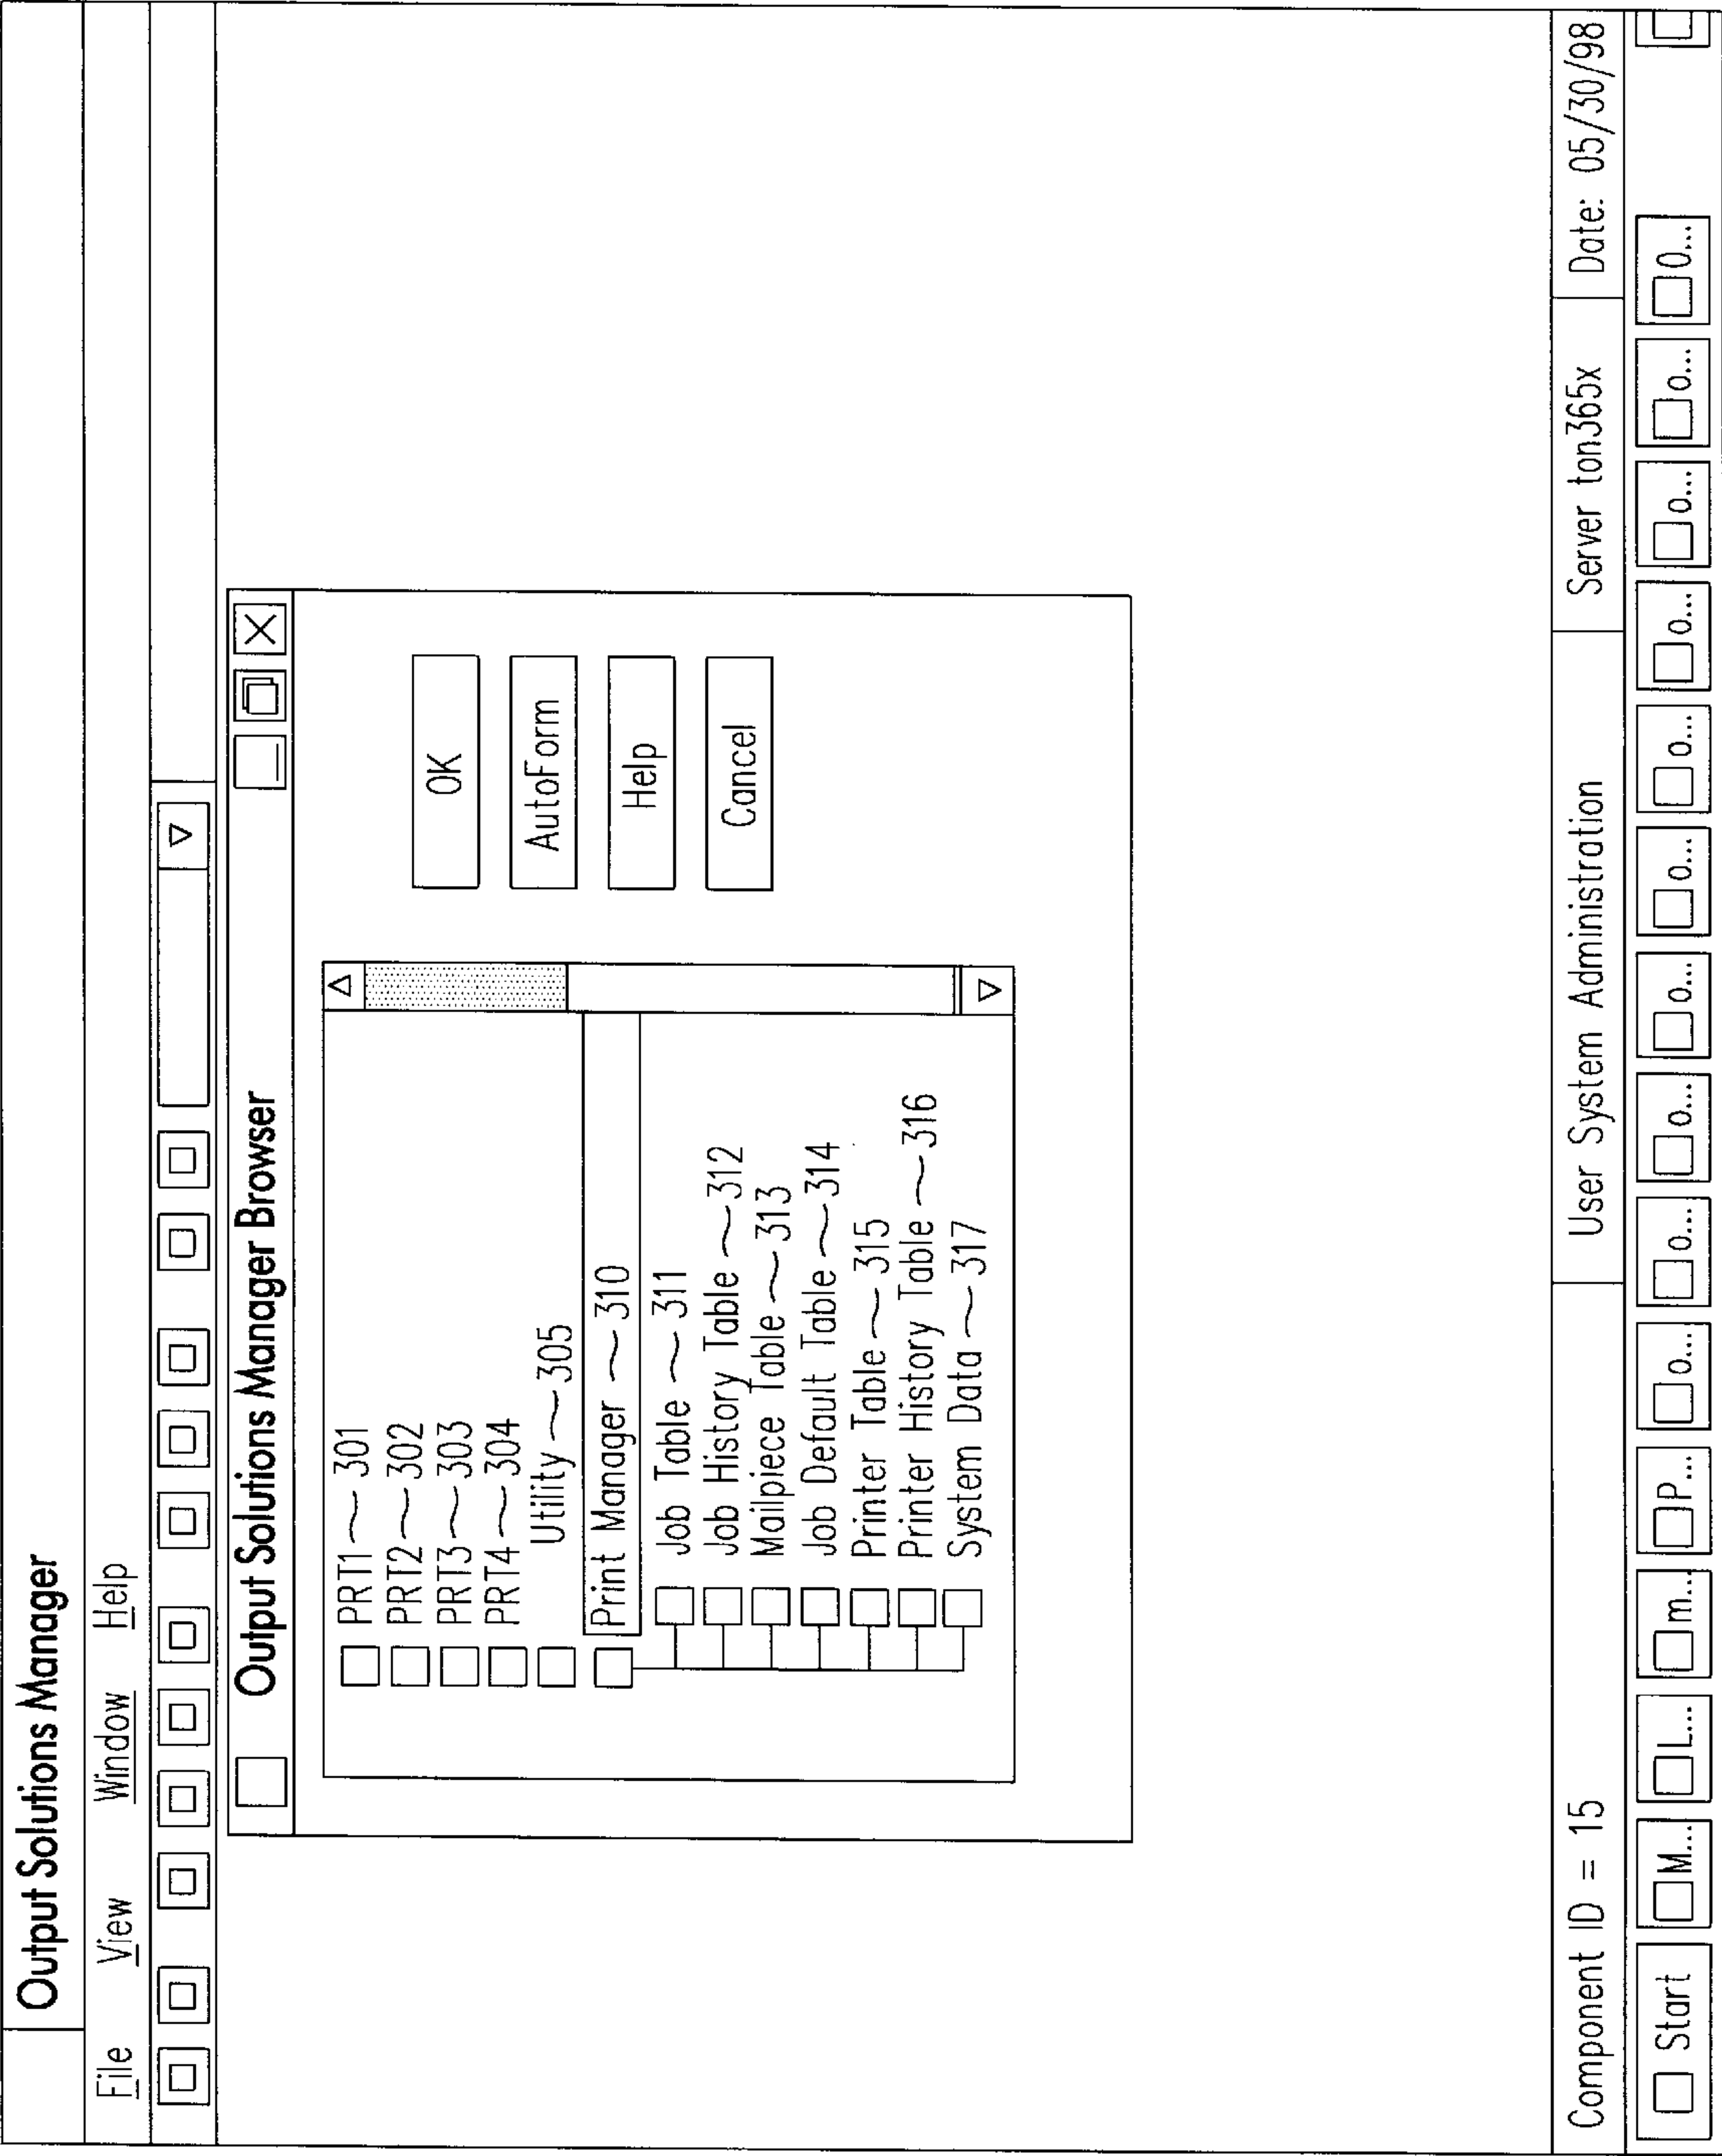 Output Solutions Manager
File View Window Help
Output Solutions Manager Browser
PRT1~301
PRT2~302
PRT3~303
PRT4~304
Utility~305
Print Manager ~310
Job Table ~311
Job History Table ~312
Mailpiece Table ~313
Job Default Table ~314
Printer Table ~315
Printer History Table ~316
System Data ~317
OK
AutoForm
Help
Cancel
Component ID = 15 User System Administration Server ton365x Date: 05/30/98
Start M... L... m... P... o... o... o... o... o... o... o... o... o... O...